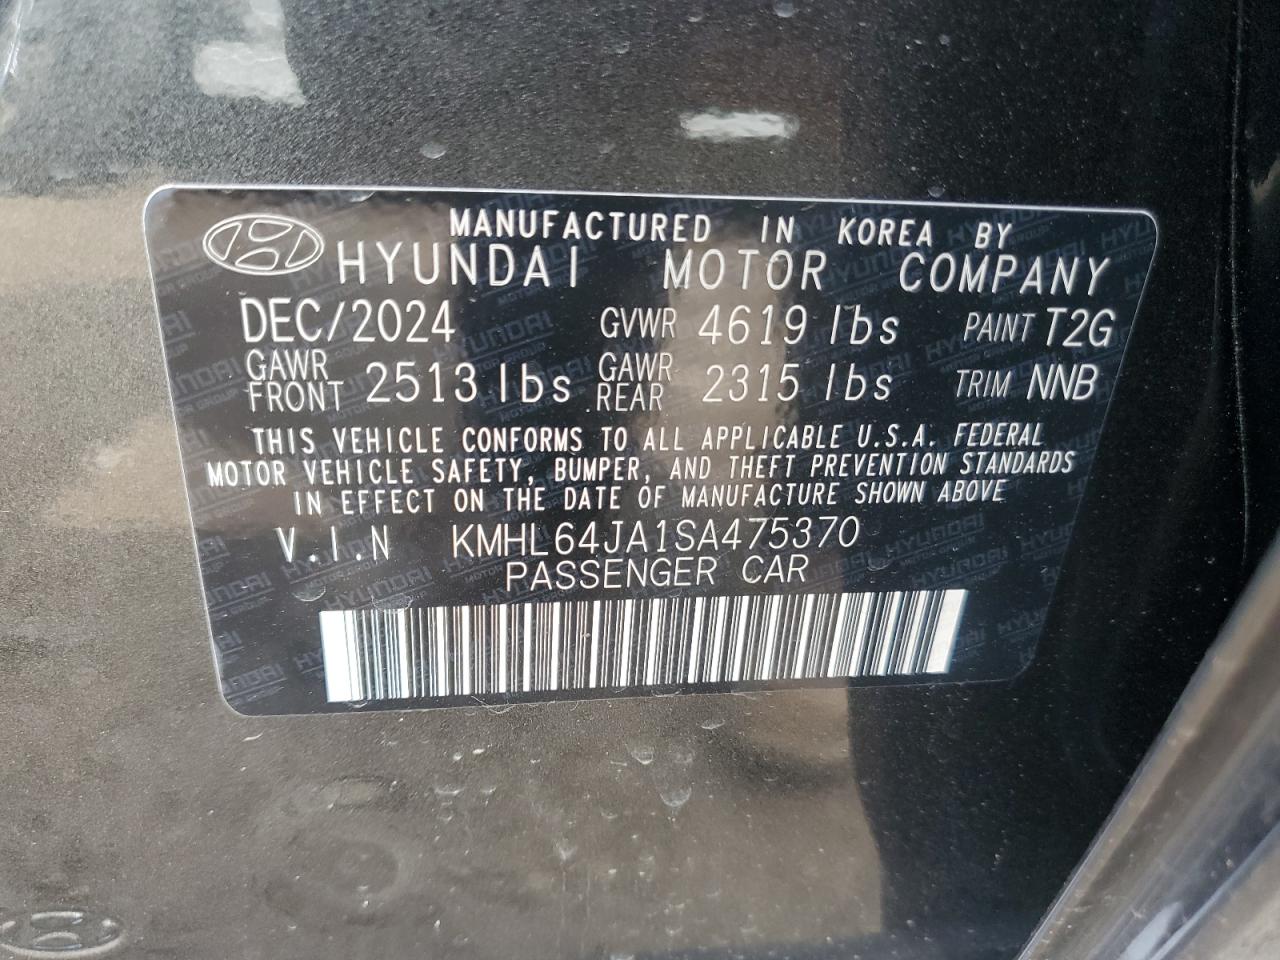 MANUFACTURED IN KOREA BY
HYUNDAI MOTOR COMPANY
DEC/2024 GVWR 4619 lbs PAINT T2G
GAWR FRONT 2513 lbs GAWR REAR 2315 lbs TRIM NNB
THIS VEHICLE CONFORMS TO ALL APPLICABLE U.S.A. FEDERAL
MOTOR VEHICLE SAFETY, BUMPER, AND THEFT PREVENTION STANDARDS
IN EFFECT ON THE DATE OF MANUFACTURE SHOWN ABOVE
V.I.N KMHL64JA1SA475370
PASSENGER CAR